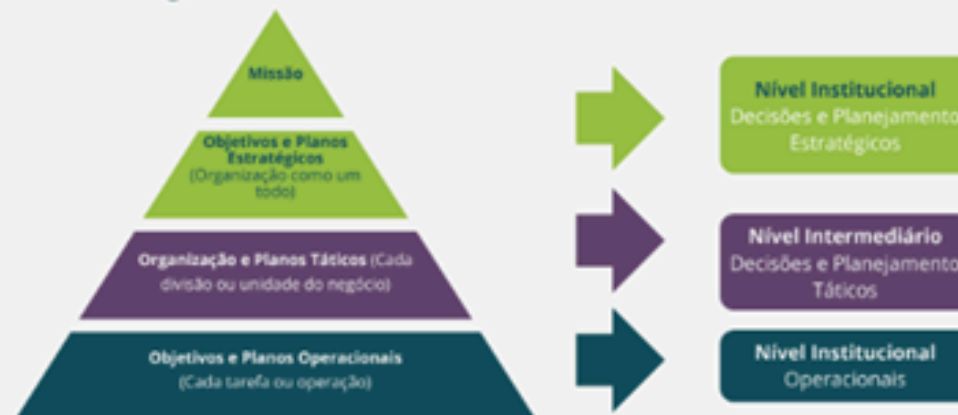 Missão
Objetivos e Planos
Estratégicos
(Organização como um
todo)
Organização e Planos Táticos (Cada
divisão ou unidade do negócio)
Objetivos e Planos Operacionais
(Cada tarefa ou operação)
Nível Institucional
Decisões e Planejamento
Estratégicos
Nível Intermediário
Decisões e Planejamento
Táticos
Nível Institucional
Operacionais